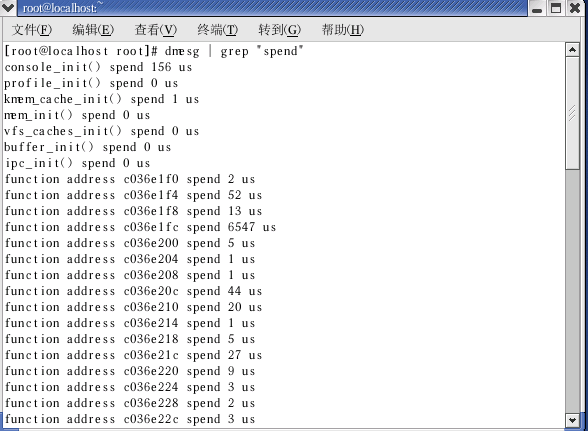 root@localhost:~
文件(F) 编辑(E) 查看(V) 终端(T) 转到(G) 帮助(H)
[root@localhost root]# dmesg | grep "spend"
console_init() spend 156 us
profile_init() spend 0 us
kmem_cache_init() spend 1 us
mem_init() spend 0 us
vfs_caches_init() spend 0 us
buffer_init() spend 0 us
ipc_init() spend 0 us
function address c036e1f0 spend 2 us
function address c036e1f4 spend 52 us
function address c036e1f8 spend 13 us
function address c036e1fc spend 6547 us
function address c036e200 spend 5 us
function address c036e204 spend 1 us
function address c036e208 spend 1 us
function address c036e20c spend 44 us
function address c036e210 spend 20 us
function address c036e214 spend 1 us
function address c036e218 spend 5 us
function address c036e21c spend 27 us
function address c036e220 spend 9 us
function address c036e224 spend 3 us
function address c036e228 spend 2 us
function address c036e22c spend 3 us